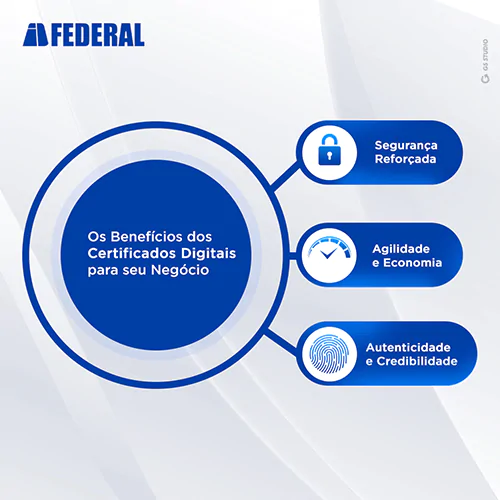 FEDERAL
GS STUDIO
Os Benefícios dos
Certificados Digitais
para seu Negócio
Segurança
Reforçada
Agilidade
e Economia
Autenticidade
e Credibilidade